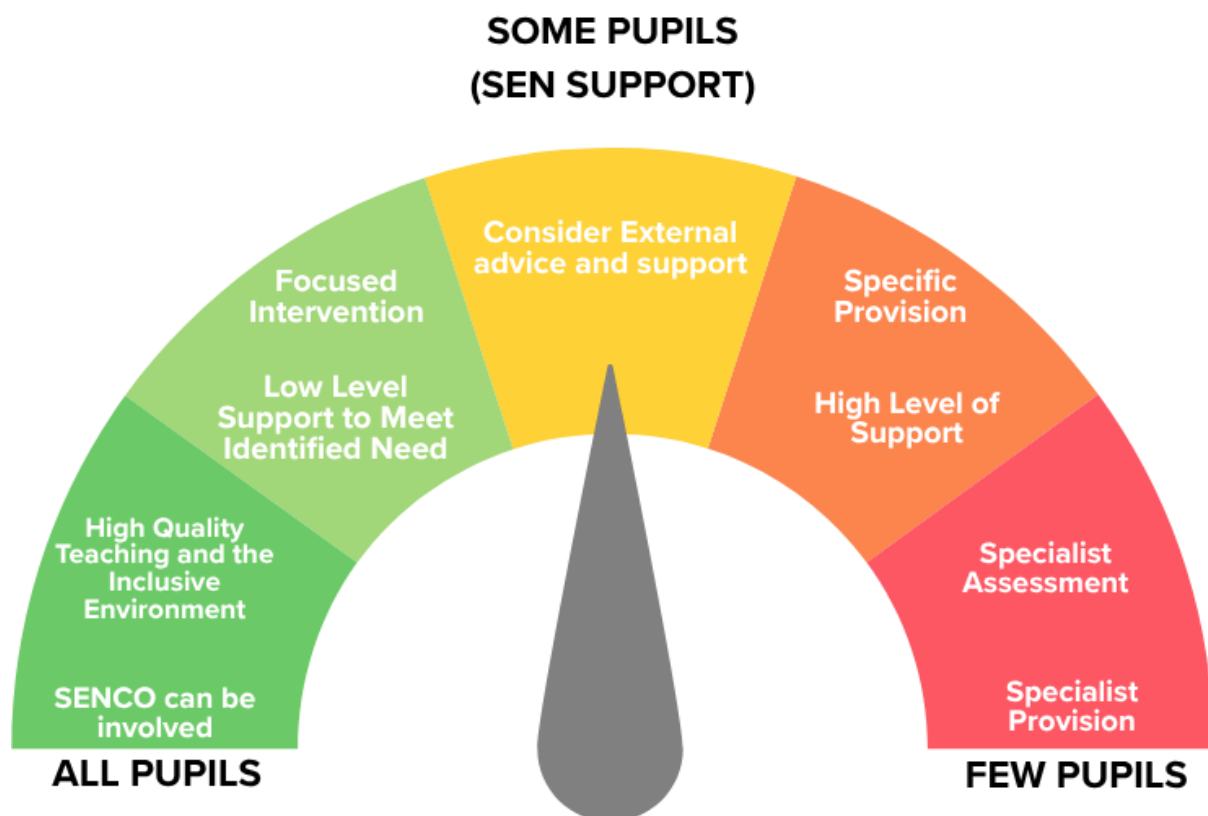 SOME PUPILS
(SEN SUPPORT)
Consider External
advice and support
Focused
Intervention
Low Level
Support to Meet
Identified Need
Specific
Provision
High Level of
Support
High Quality
Teaching and the
Inclusive
Environment
SENCO can be
involved
Specialist
Assessment
Specialist
Provision
ALL PUPILS
FEW PUPILS